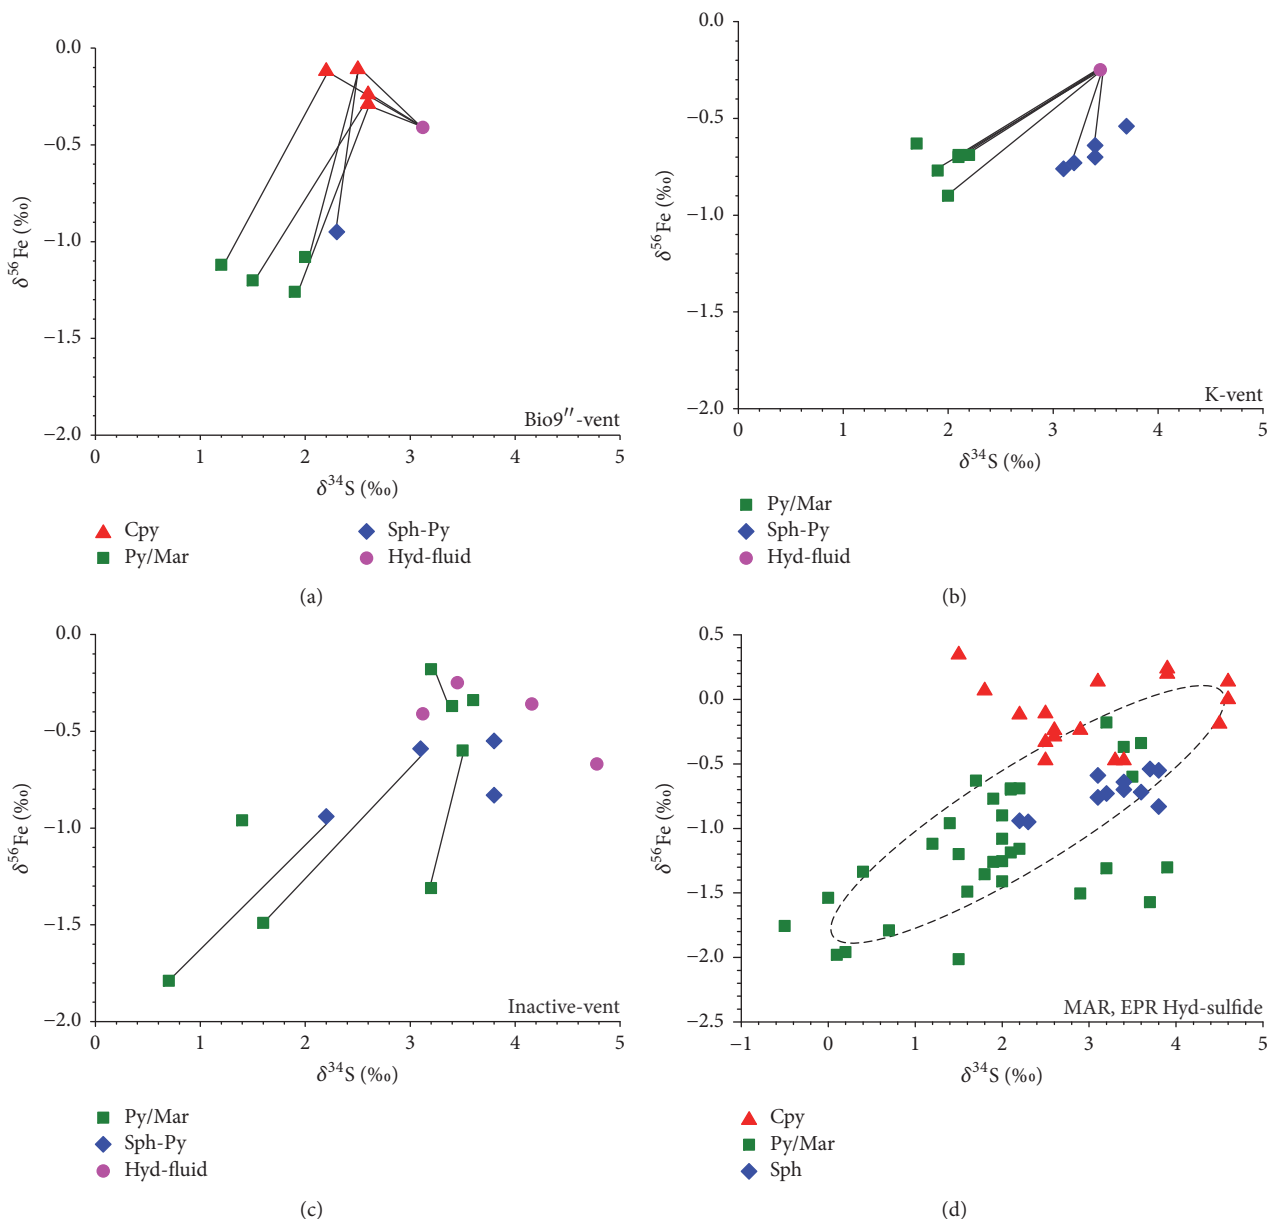 0.0
−0.5
−1.0
−1.5
−2.0
δ⁵⁶Fe (‰)
Bio9″-vent
0 1 2 3 4 5
δ³⁴S (‰)
Cpy
Py/Mar
Sph-Py
Hyd-fluid
(a)
0.0
−0.5
−1.0
−1.5
−2.0
δ⁵⁶Fe (‰)
K-vent
0 1 2 3 4 5
δ³⁴S (‰)
Py/Mar
Sph-Py
Hyd-fluid
(b)
0.0
−0.5
−1.0
−1.5
−2.0
δ⁵⁶Fe (‰)
Inactive-vent
0 1 2 3 4 5
δ³⁴S (‰)
Py/Mar
Sph-Py
Hyd-fluid
(c)
0.5
0.0
−0.5
−1.0
−1.5
−2.0
−2.5
δ⁵⁶Fe (‰)
MAR, EPR Hyd-sulfide
−1 0 1 2 3 4 5
δ³⁴S (‰)
Cpy
Py/Mar
Sph
(d)